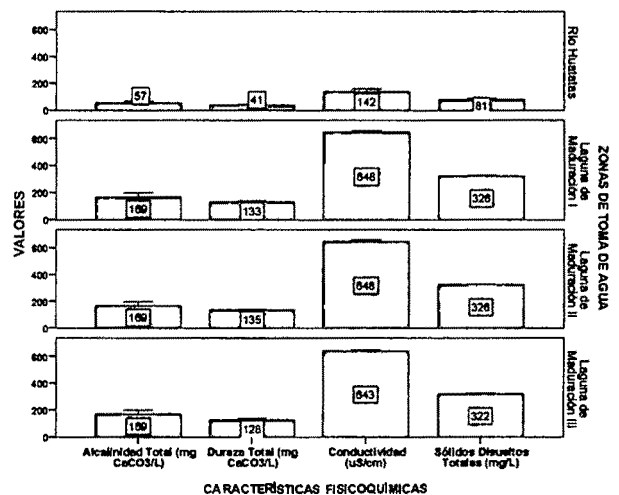 VALORES
600
400
200
0
57
41
142
81
Río Huatatas
600
400
200
0
169
133
648
326
Laguna de
Maduración I
600
400
200
0
169
135
648
326
Laguna de
Maduración II
600
400
200
0
169
128
643
322
Laguna de
Maduración III
ZONAS DE TOMA DE AGUA
Alcalinidad Total (mg
CaCO3/L)
Dureza Total (mg
CaCO3/L)
Conductividad
(uS/cm)
Sólidos Disueltos
Totales (mg/L)
CARACTERÍSTICAS FISICOQUÍMICAS